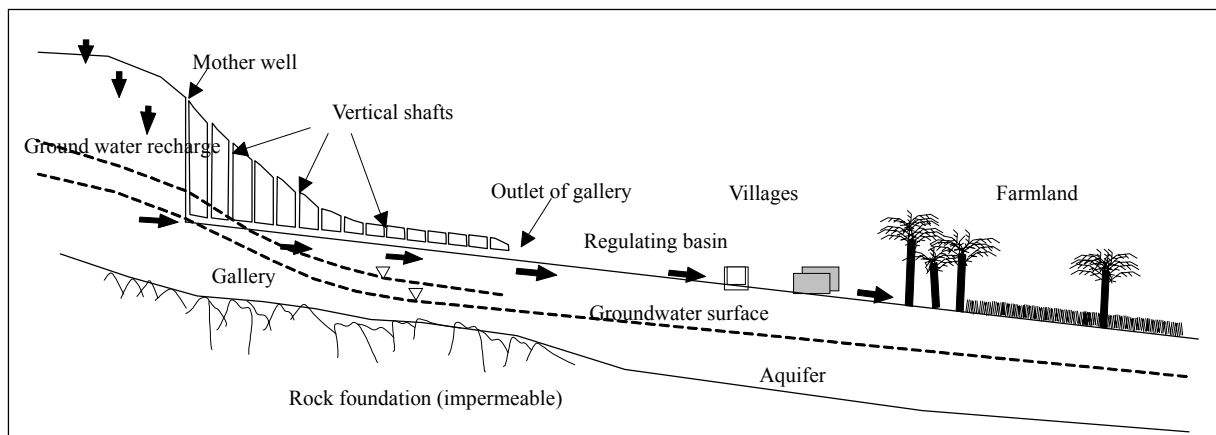 Mother well
Vertical shafts
Ground water recharge
Outlet of gallery
Villages
Farmland
Regulating basin
Gallery
Groundwater surface
Aquifer
Rock foundation (impermeable)